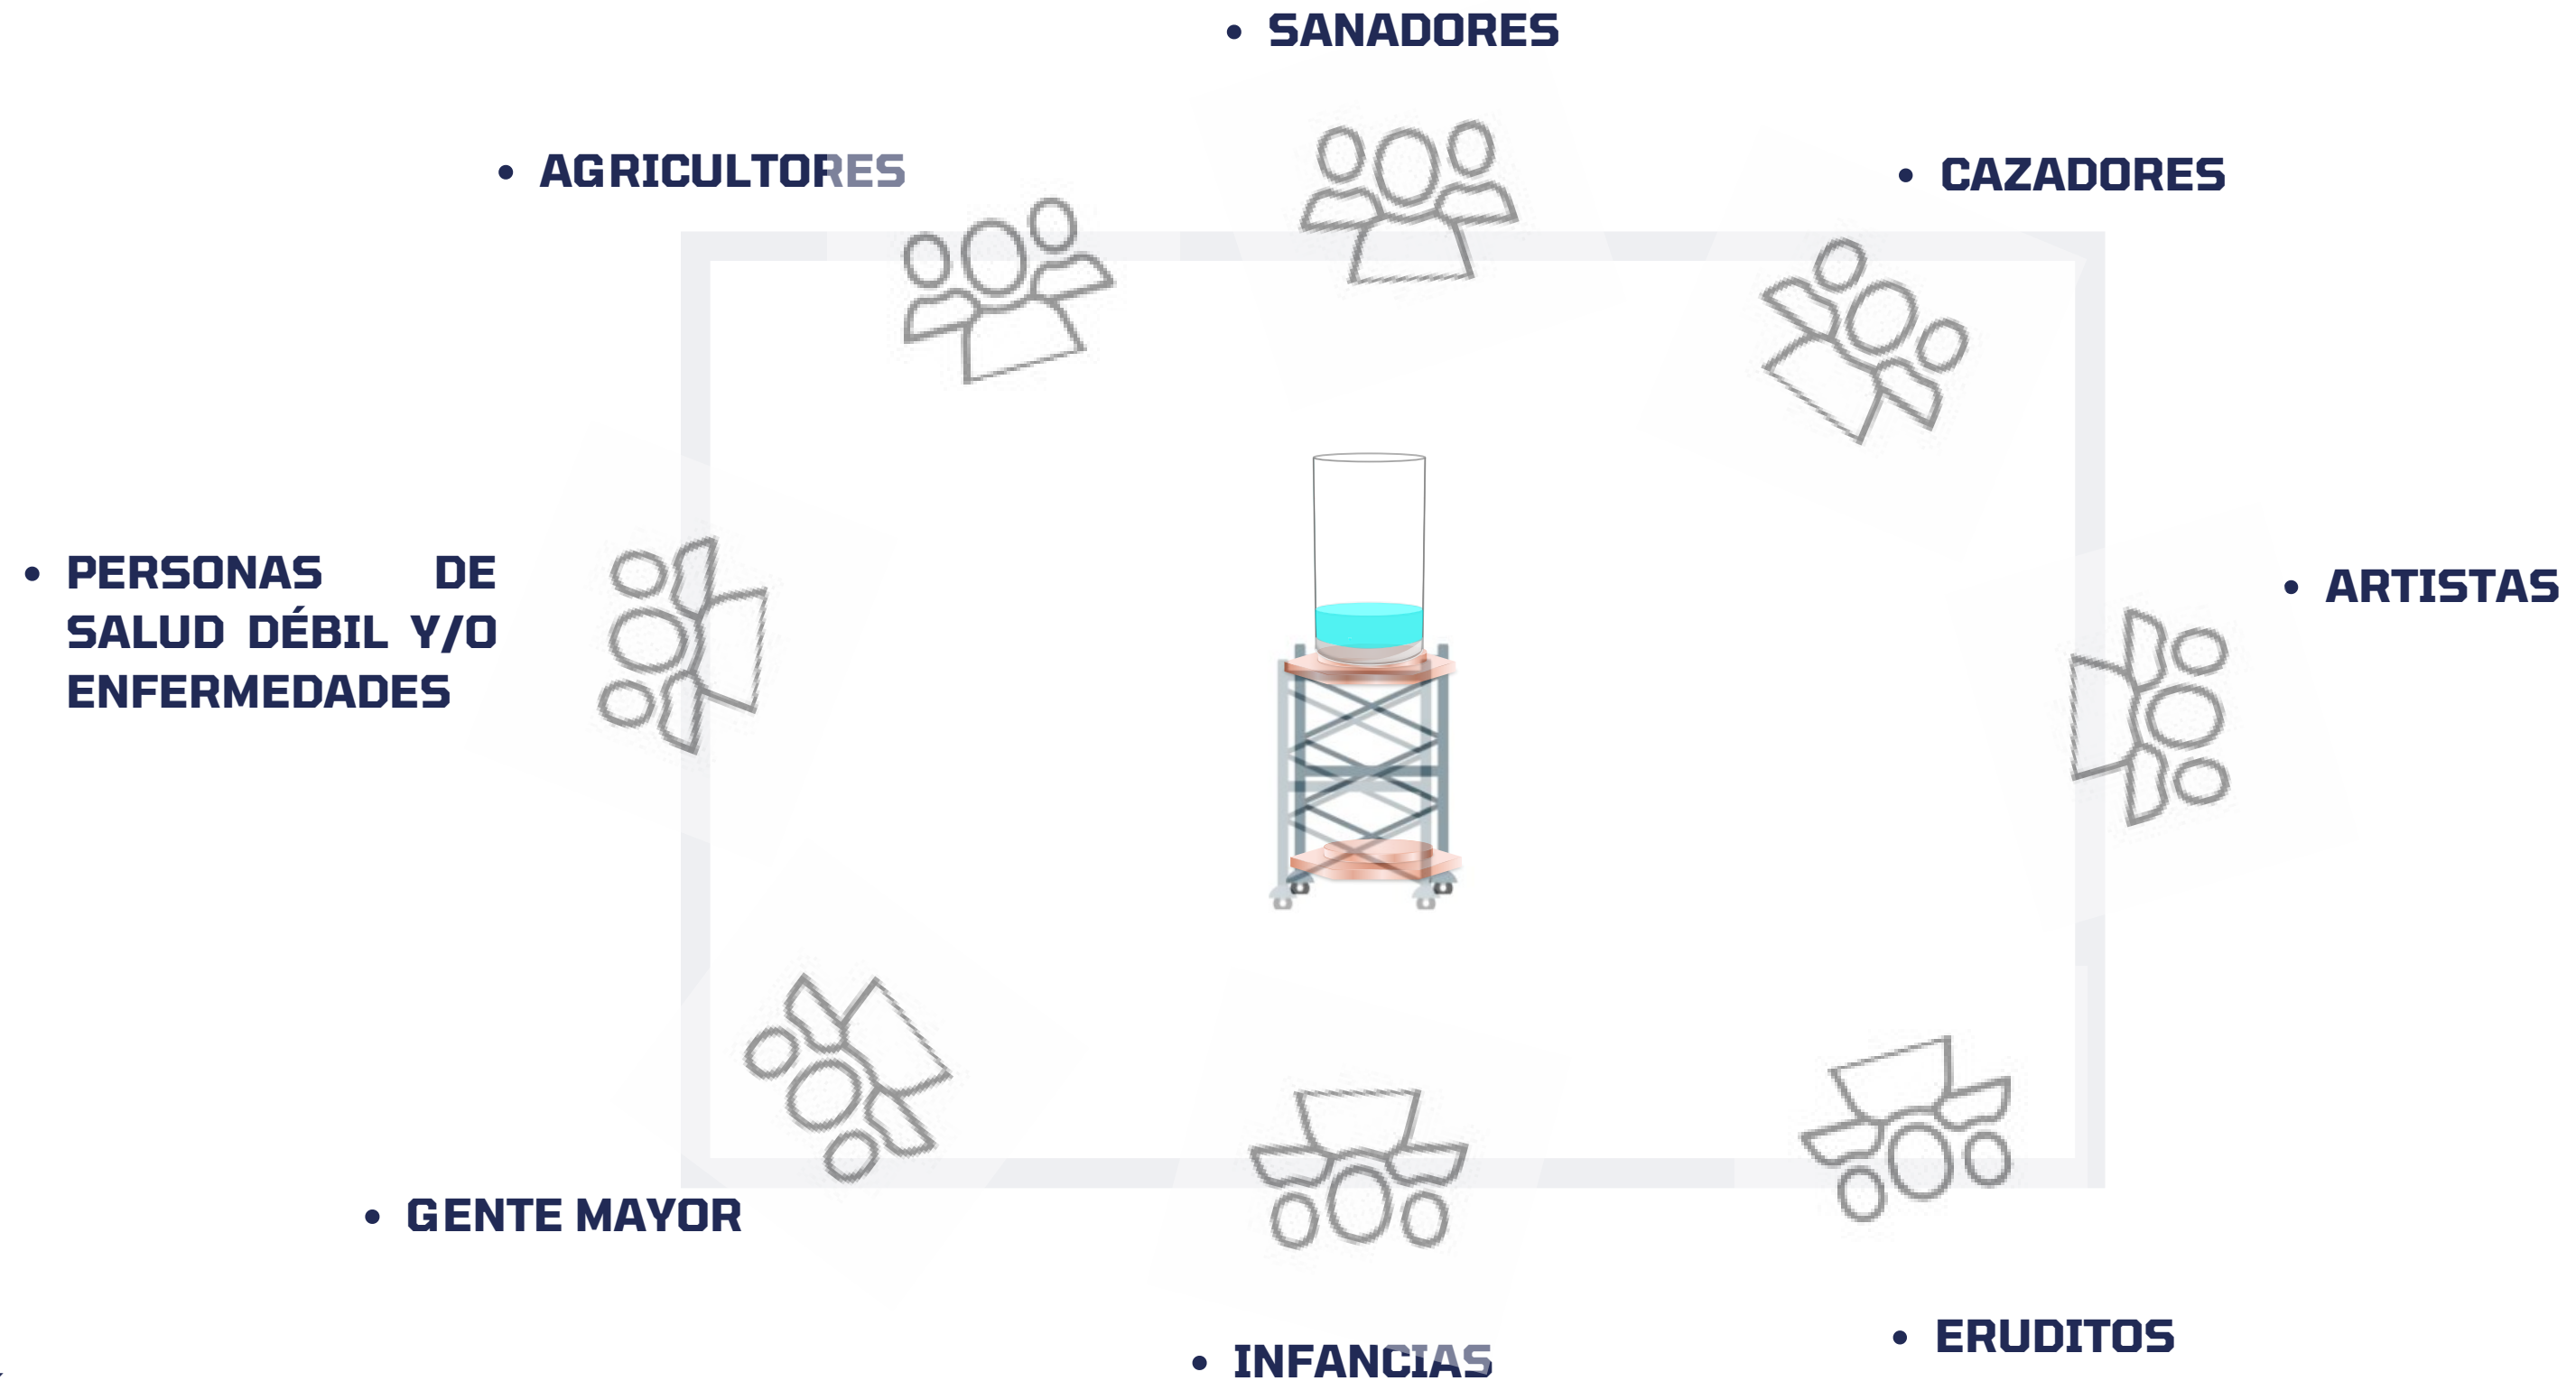 • SANADORES
• AGRICULTORES
• CAZADORES
• PERSONAS DE
SALUD DÉBIL Y/O
ENFERMEDADES
• ARTISTAS
• GENTE MAYOR
• ERUDITOS
• INFANCIAS